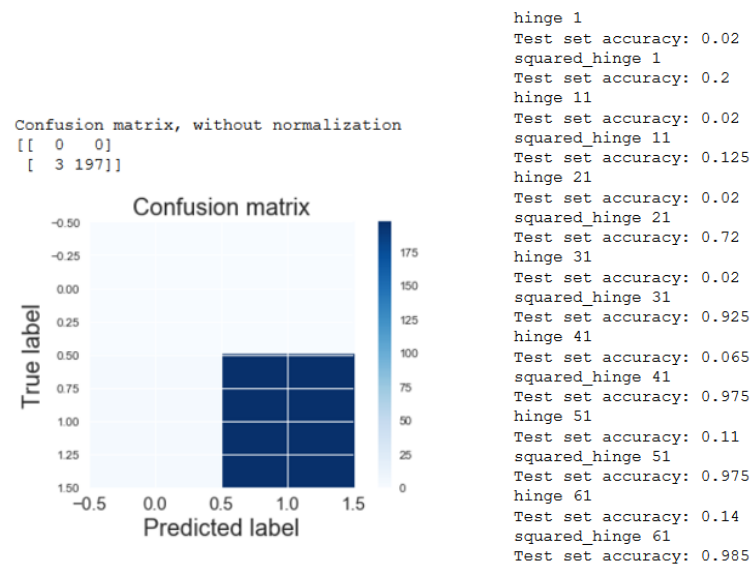 Confusion matrix, without normalization
[[  0   0]
 [  3 197]]
Confusion matrix
−0.50
−0.25
0.00
0.25
0.50
0.75
1.00
1.25
1.50
True label
−0.5 0.0 0.5 1.0 1.5
Predicted label
175
150
125
100
75
50
25
0
hinge 1
Test set accuracy: 0.02
squared_hinge 1
Test set accuracy: 0.2
hinge 11
Test set accuracy: 0.02
squared_hinge 11
Test set accuracy: 0.125
hinge 21
Test set accuracy: 0.02
squared_hinge 21
Test set accuracy: 0.72
hinge 31
Test set accuracy: 0.02
squared_hinge 31
Test set accuracy: 0.925
hinge 41
Test set accuracy: 0.065
squared_hinge 41
Test set accuracy: 0.975
hinge 51
Test set accuracy: 0.11
squared_hinge 51
Test set accuracy: 0.975
hinge 61
Test set accuracy: 0.14
squared_hinge 61
Test set accuracy: 0.985